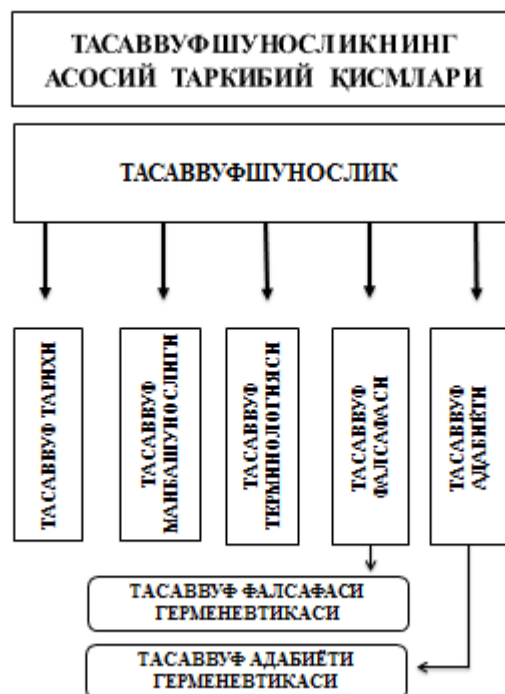 ТАСАВВУФШУНОСЛИКНИНГ
АСОСИЙ ТАРКИБИЙ ҚИСМЛАРИ
ТАСАВВУФШУНОСЛИК
ТАСАВВУФ ТАРИХИ
ТАСАВВУФ
МАНБАШУНОСЛИГИ
ТАСАВВУФ
ТЕРМИНОЛОГИЯСИ
ТАСАВВУФ
ФАЛСАФАСИ
ТАСАВВУФ
АДАБИЁТИ
ТАСАВВУФ ФАЛСАФАСИ
ГЕРМЕНЕВТИКАСИ
ТАСАВВУФ АДАБИЁТИ
ГЕРМЕНЕВТИКАСИ